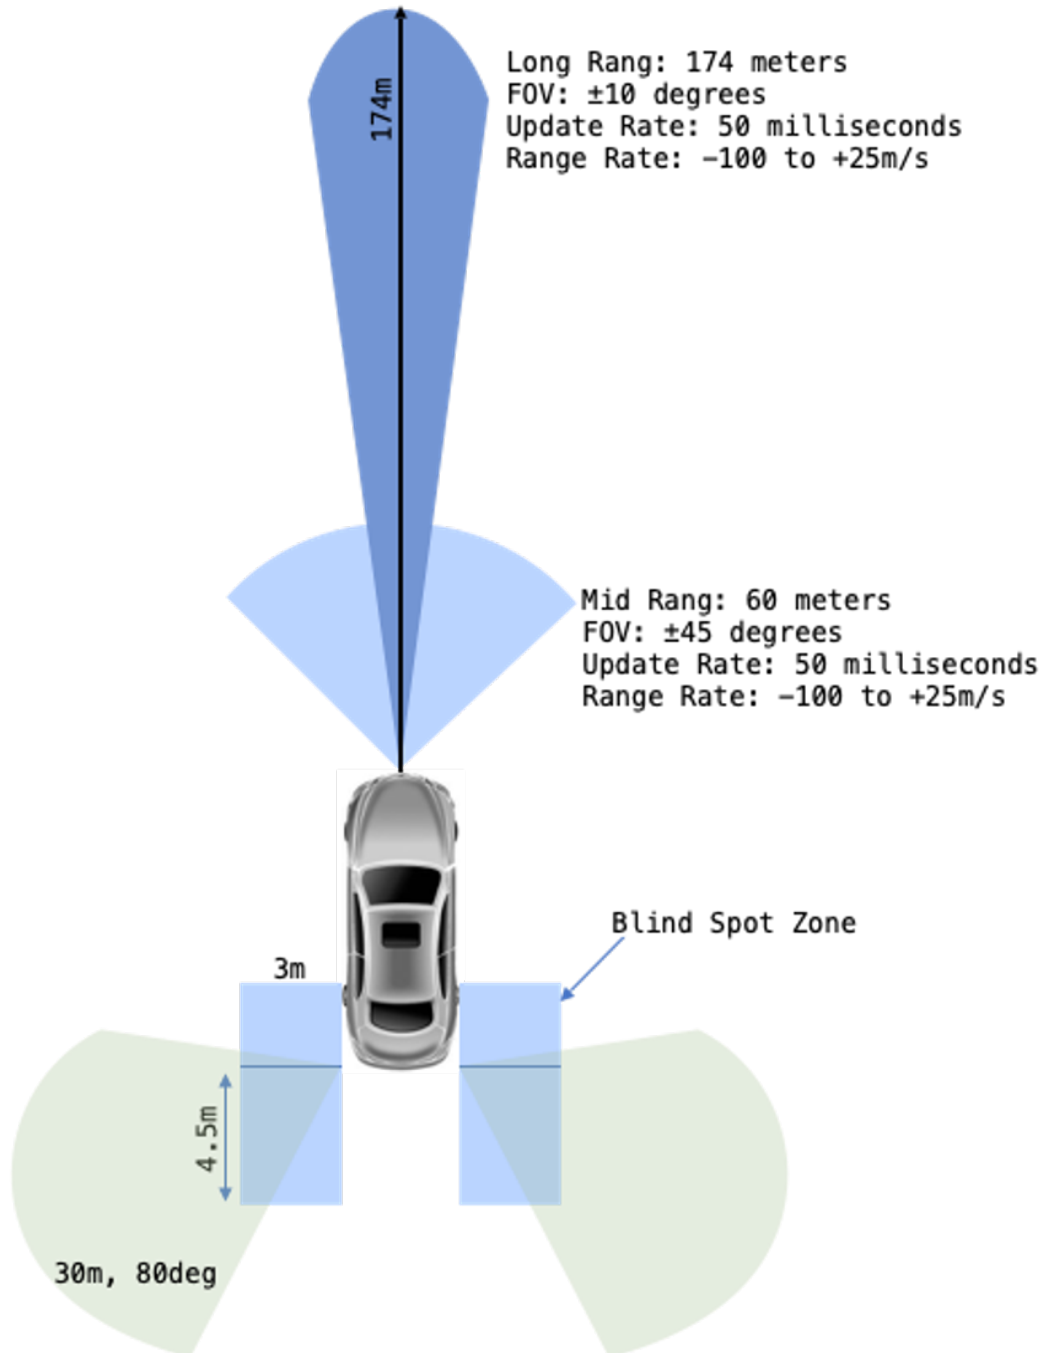 174m
Long Rang: 174 meters
FOV: ±10 degrees
Update Rate: 50 milliseconds
Range Rate: -100 to +25m/s
Mid Rang: 60 meters
FOV: ±45 degrees
Update Rate: 50 milliseconds
Range Rate: -100 to +25m/s
Blind Spot Zone
3m
4.5m
30m, 80deg